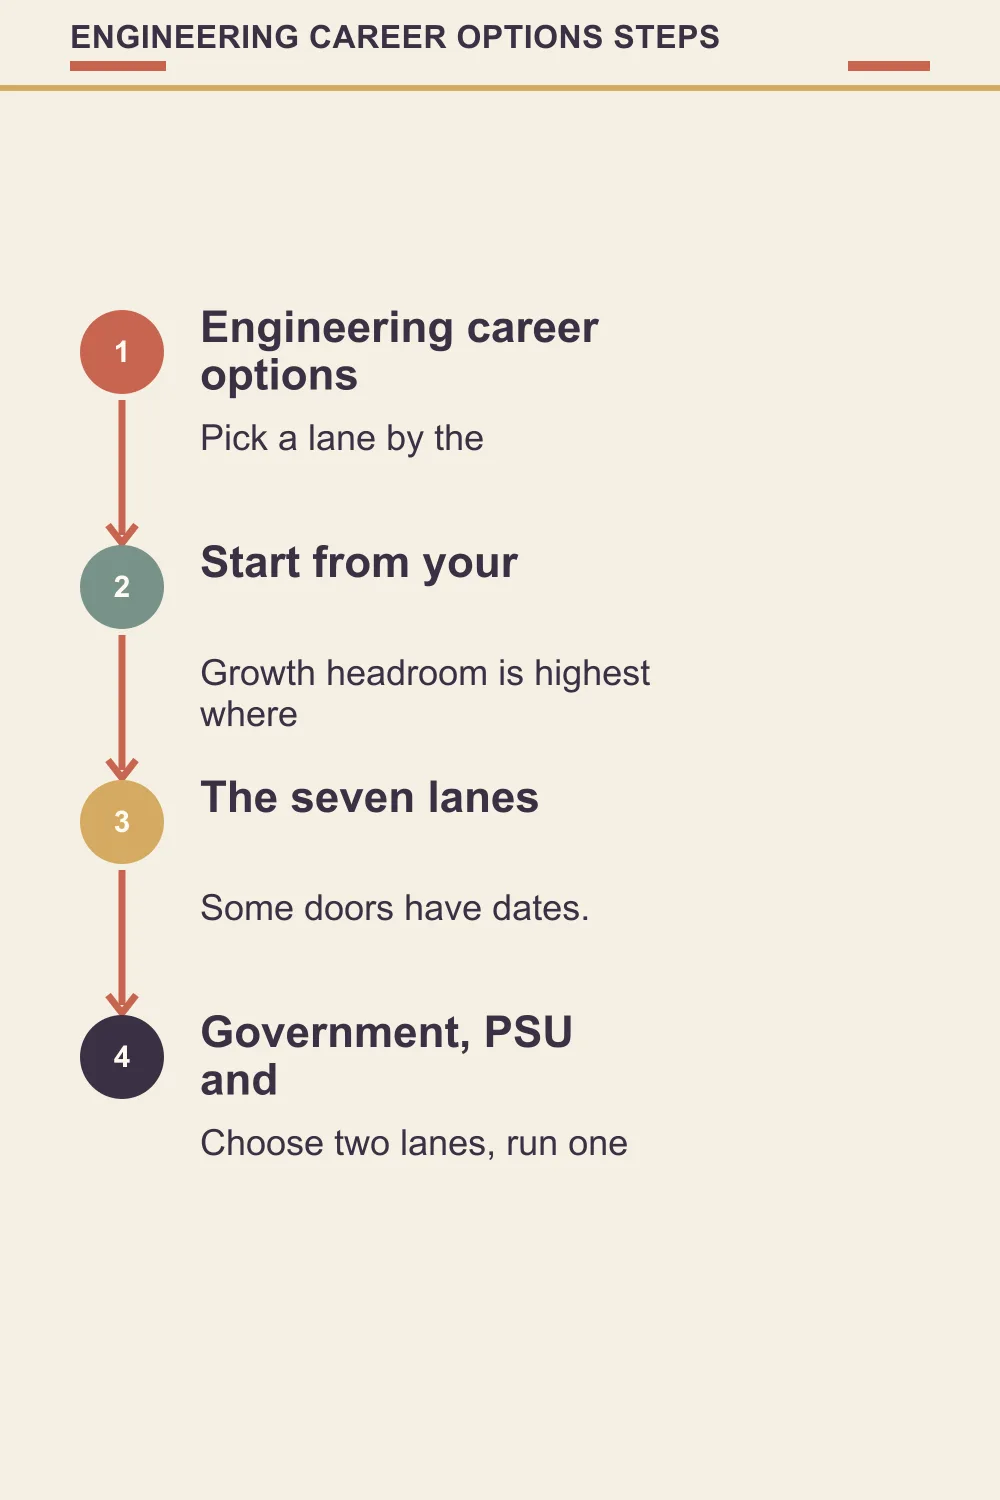 ENGINEERING CAREER OPTIONS STEPS
1
Engineering career
options
Pick a lane by the
2
Start from your
Growth headroom is highest
where
3
The seven lanes
Some doors have dates.
4
Government, PSU
and
Choose two lanes, run one